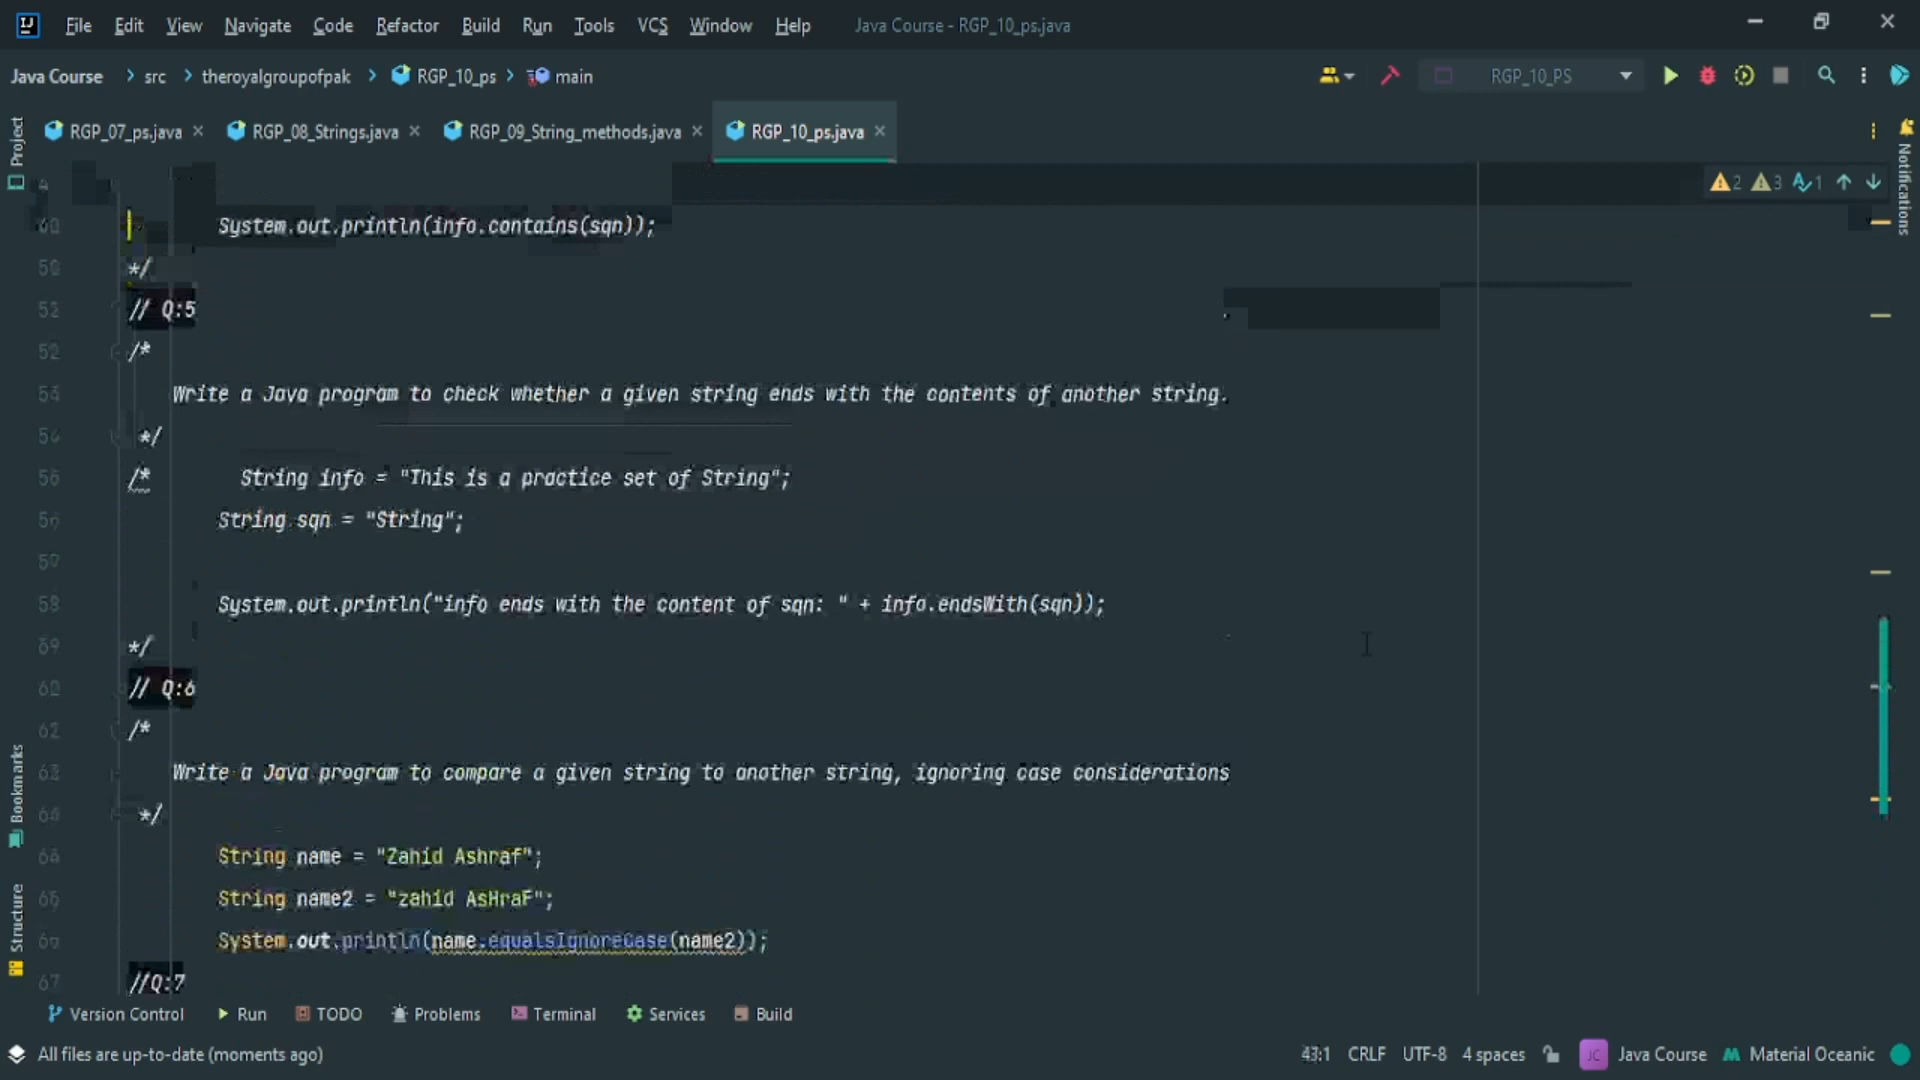 File Edit View Navigate Code Refactor Build Run Tools VCS Window Help Java Course - RGP_10_ps.java
Java Course > src > theroyalgroupofpak > RGP_10_ps > main RGP_10_PS
Project RGP_07_ps.java RGP_08_Strings.java RGP_09_String_methods.java RGP_10_ps.java Notifications
2 3 1
System.out.println(info.contains(sqn));
*/
// Q:5
52 /*
Write a Java program to check whether a given string ends with the contents of another string.
*/
/* String info = "This is a practice set of String";
String sqn = "String";
58 System.out.println("info ends with the content of sqn: " + info.endsWith(sqn));
*/
// Q:6
/*
Write a Java program to compare a given string to another string, ignoring case considerations
*/
String name = "Zahid Ashraf";
String name2 = "zahid AsHraF";
System.out.println(name.equalsIgnoreCase(name2));
67 //Q:7
Bookmarks
Structure
Version Control Run TODO Problems Terminal Services Build
All files are up-to-date (moments ago) 43:1 CRLF UTF-8 4 spaces JC Java Course Material Oceanic